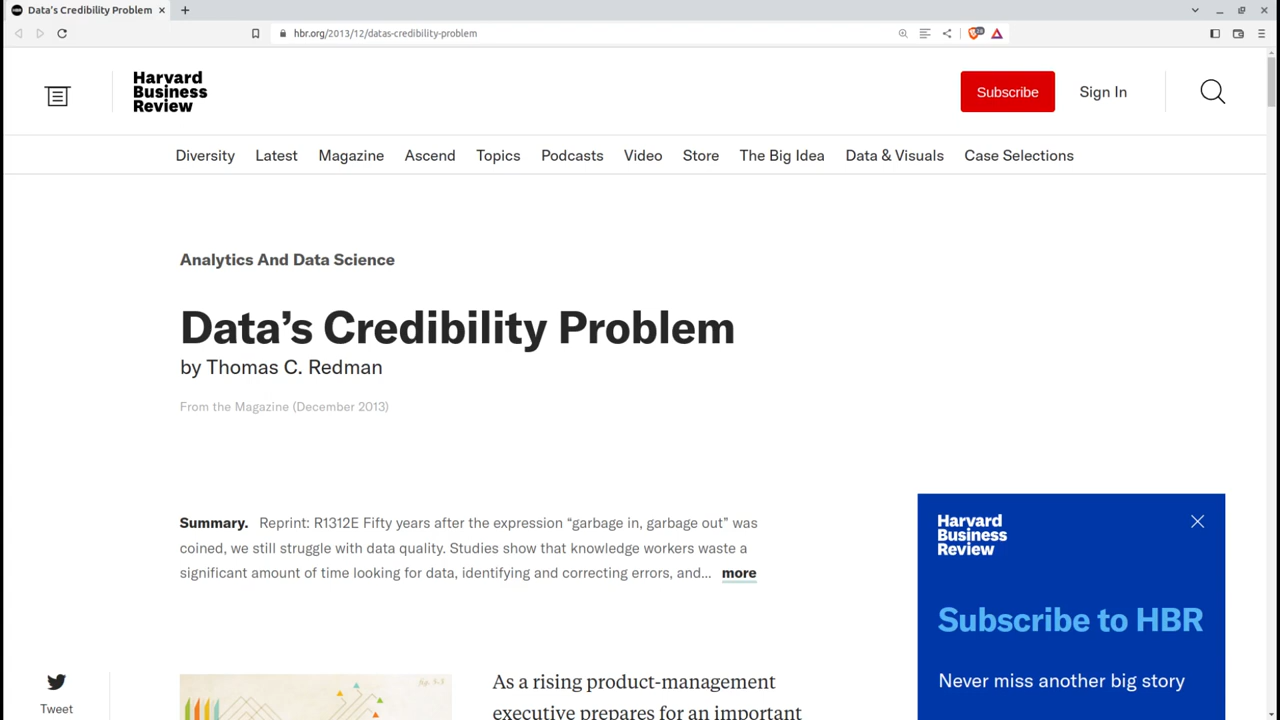 Data's Credibility Problem
hbr.org/2013/12/datas-credibility-problem
Harvard
Business
Review
Subscribe
Sign In
Diversity Latest Magazine Ascend Topics Podcasts Video Store The Big Idea Data & Visuals Case Selections
Analytics And Data Science
Data’s Credibility Problem
by Thomas C. Redman
From the Magazine (December 2013)
Summary. Reprint: R1312E Fifty years after the expression “garbage in, garbage out” was
coined, we still struggle with data quality. Studies show that knowledge workers waste a
significant amount of time looking for data, identifying and correcting errors, and... more
Harvard
Business
Review
Subscribe to HBR
Never miss another big story
Tweet
As a rising product-management
executive prepares for an important